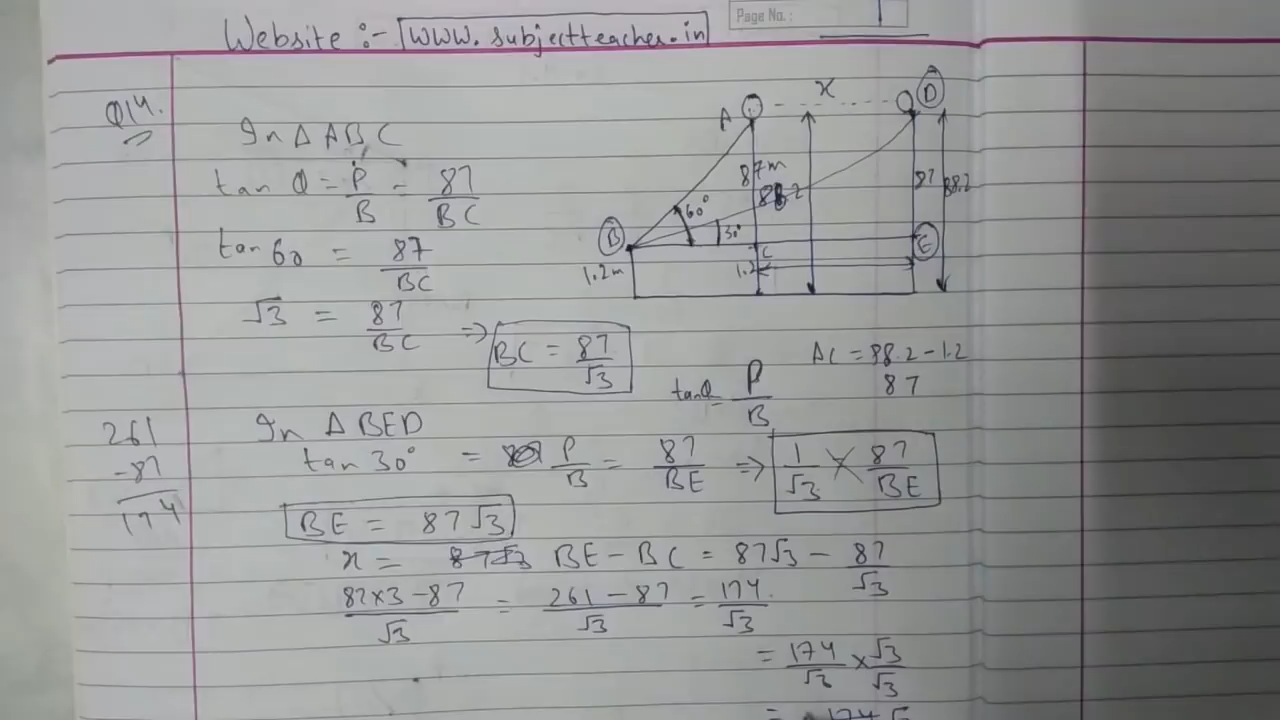 Website :- www.subjectteacher.in
Page No.:
Q14.
In Δ ABC
tan θ = P/B = 87/BC
tan 60 = 87/BC
√3 = 87/BC ⇒ BC = 87/√3
A x D
87m 88.2 87 88.2
60° 30°
B C E
1.2m 1.2
AC = 88.2 - 1.2
87
tanθ = P/B
261
-87
174
In Δ BED
tan 30° = P/B = 87/BE ⇒ 1/√3 × 87/BE
BE = 87√3
x = 87√3 BE - BC = 87√3 - 87/√3
87×3-87/√3 = 261-87/√3 = 174/√3
= 174/√3 × √3/√3